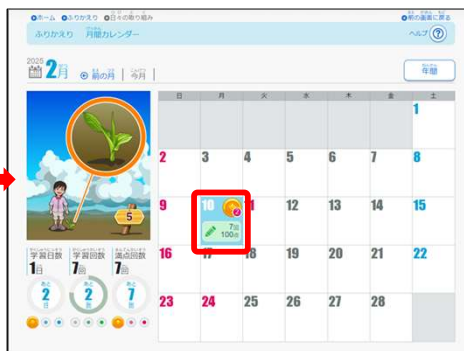 ホーム ふりかえり 日々の取り組み 前の画面に戻る
ふりかえり 月間カレンダー ヘルプ ?
2025 2月 前の月 今月 年間
日 月 火 水 木 金 土
1
2 3 4 5 6 7 8
5
9 10 2 11 12 13 14 15
7回
100点
学習日数 学習回数 満点回数
1日 7回 7回
16 17 18 19 20 21 22
あと あと あと
2 2 7
日 回 回
23 24 25 26 27 28